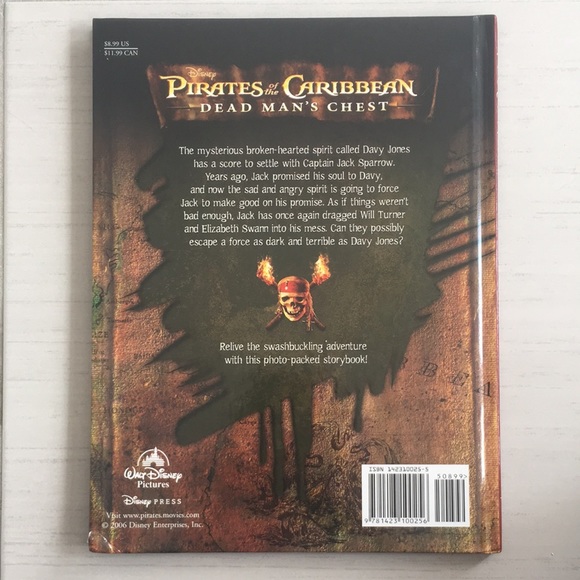 $8.99 US
$11.99 CAN
Disney
PIRATES of the CARIBBEAN
DEAD MAN'S CHEST
The mysterious broken-hearted spirit called Davy Jones
has a score to settle with Captain Jack Sparrow.
Years ago, Jack promised his soul to Davy,
and now the sad and angry spirit is going to force
Jack to make good on his promise. As if things weren't
bad enough, Jack has once again dragged Will Turner
and Elizabeth Swann into his mess. Can they possibly
escape a force as dark and terrible as Davy Jones?
Relive the swashbuckling adventure
with this photo-packed storybook!
WALT DISNEY
Pictures
Disney PRESS
Visit www.pirates.movies.com
© 2006 Disney Enterprises, Inc.
ISBN 142310025-5
50899
9 781423 100256